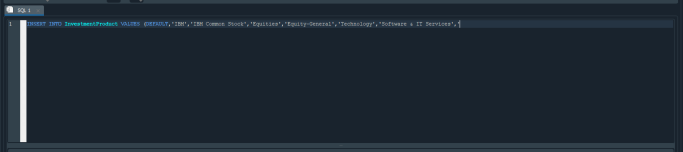 SQL 1
1 INSERT INTO InvestmentProduct VALUES (DEFAULT,'IBM','IBM Common Stock','Equities','Equity-General','Technology','Software & IT Services','